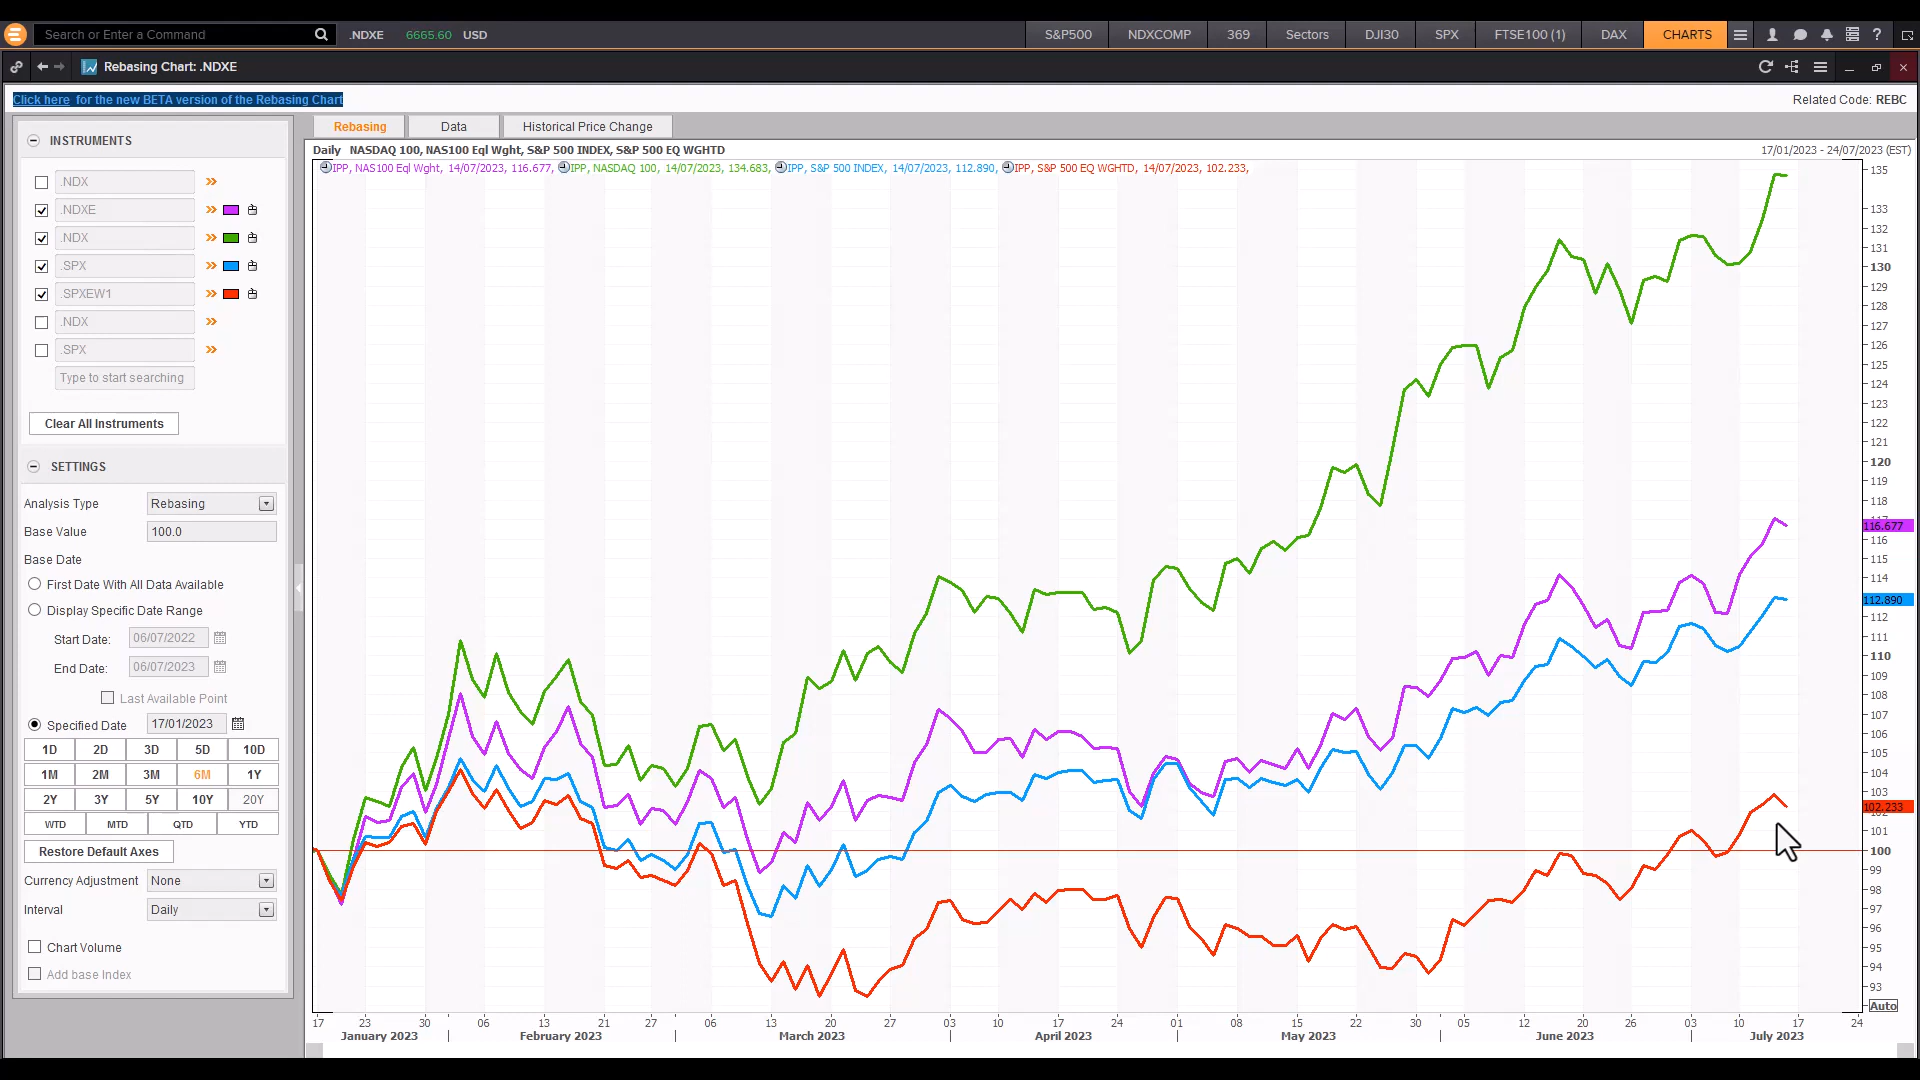 Search or Enter a Command .NDXE 6665.60 USD S&P500 NDXCOMP 369 Sectors DJI30 SPX FTSE100 (1) DAX CHARTS ?
Rebasing Chart: .NDXE
Click here for the new BETA version of the Rebasing Chart Related Code: REBC
INSTRUMENTS
.NDX
.NDXE
.NDX
.SPX
.SPXEW1
.NDX
.SPX
Type to start searching
Clear All Instruments
SETTINGS
Analysis Type Rebasing
Base Value 100.0
Base Date
First Date With All Data Available
Display Specific Date Range
Start Date: 06/07/2022
End Date: 06/07/2023
Last Available Point
Specified Date 17/01/2023
1D 2D 3D 5D 10D
1M 2M 3M 6M 1Y
2Y 3Y 5Y 10Y 20Y
WTD MTD QTD YTD
Restore Default Axes
Currency Adjustment None
Interval Daily
Chart Volume
Add base Index
Rebasing Data Historical Price Change
Daily NASDAQ 100, NAS100 Eql Wght, S&P 500 INDEX, S&P 500 EQ WGHTD 17/01/2023 - 24/07/2023 (EST)
IPP, NAS100 Eql Wght, 14/07/2023, 116.677, IPP, NASDAQ 100, 14/07/2023, 134.683, IPP, S&P 500 INDEX, 14/07/2023, 112.890, IPP, S&P 500 EQ WGHTD, 14/07/2023, 102.233,
135
133
132
131
130
129
128
127
126
125
124
123
122
121
120
119
118
116.677
116
115
114
112.890
112
111
110
109
108
107
106
105
104
103
102.233
101
100
99
98
97
96
95
94
93
Auto
17 23 30 06 13 21 27 06 13 20 27 03 10 17 24 01 08 15 22 30 05 12 20 26 03 10 17 24
January 2023 February 2023 March 2023 April 2023 May 2023 June 2023 July 2023